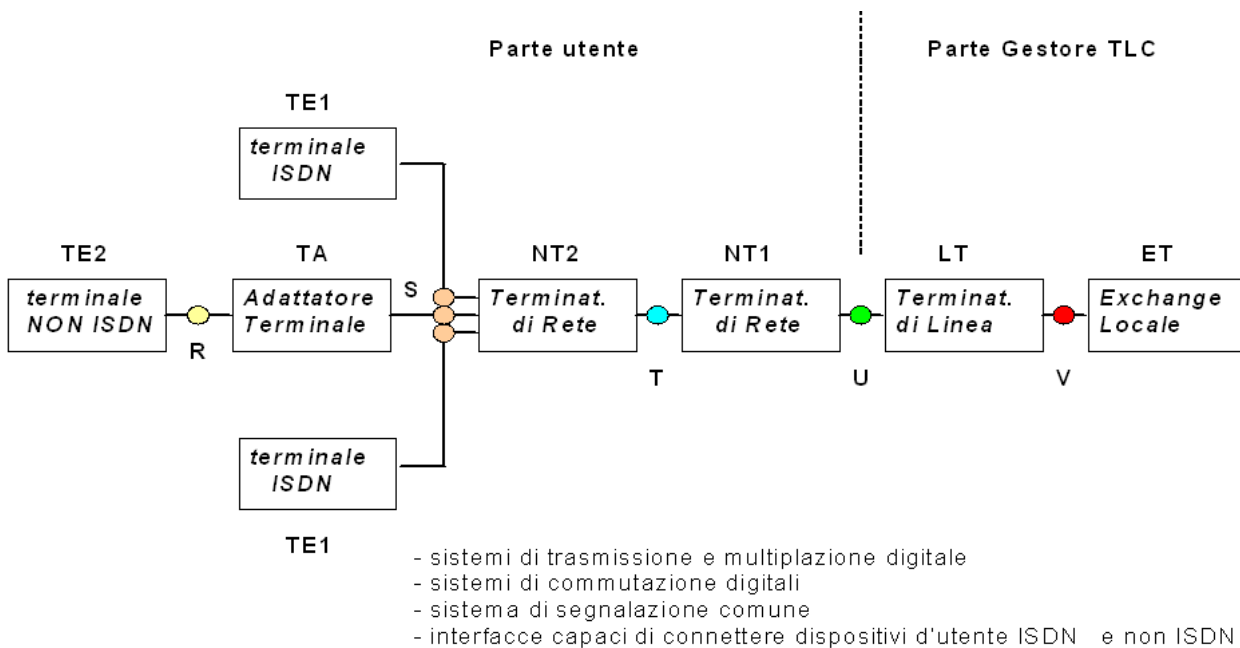 Parte utente
Parte Gestore TLC
TE1
terminale
ISDN
TE2
TA
S
NT2
NT1
LT
ET
terminale
NON ISDN
Adattatore
Terminale
Terminat.
di Rete
Terminat.
di Rete
Terminat.
di Linea
Exchange
Locale
R
T
U
V
terminale
ISDN
TE1
- sistemi di trasmissione e multiplazione digitale
- sistemi di commutazione digitali
- sistema di segnalazione comune
- interfacce capaci di connettere dispositivi d'utente ISDN e non ISDN